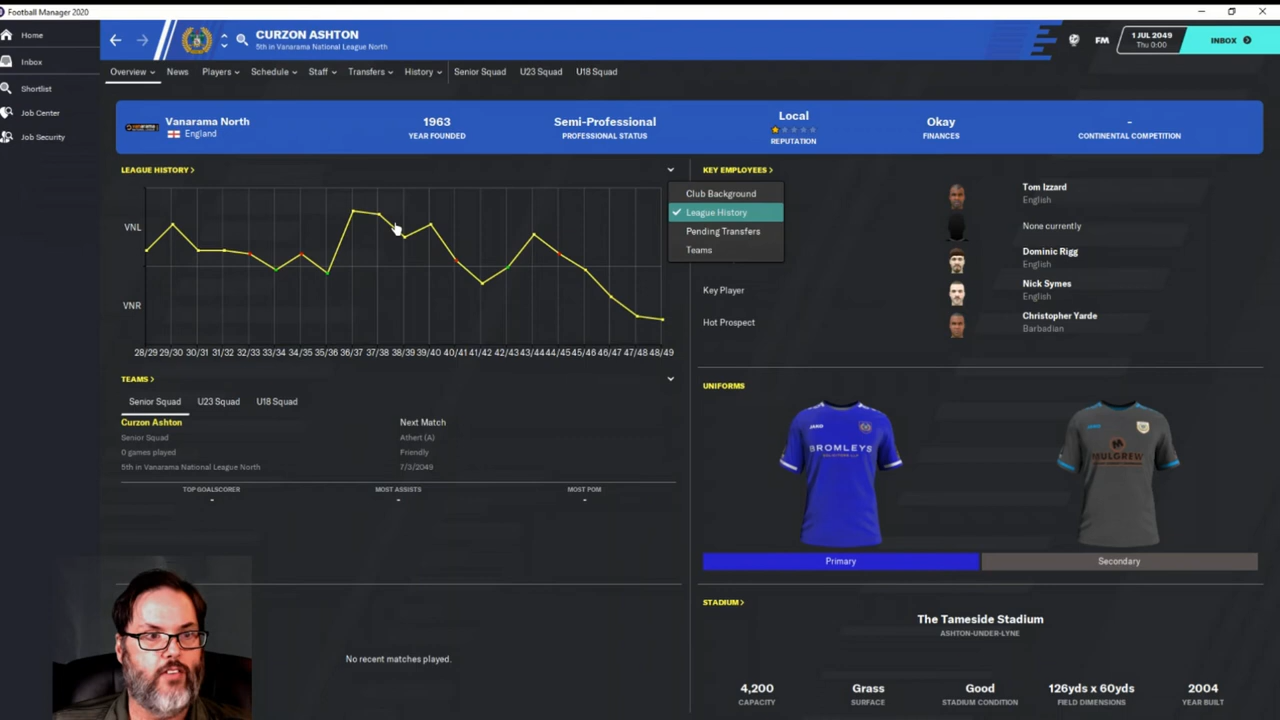 Football Manager 2020
Home
Inbox
Shortlist
Job Center
Job Security
CURZON ASHTON
5th in Vanarama National League North
FM
1 JUL 2049
Thu 0:00
INBOX
Overview
News
Players
Schedule
Staff
Transfers
History
Senior Squad
U23 Squad
U18 Squad
Vanarama North
England
1963
YEAR FOUNDED
Semi-Professional
PROFESSIONAL STATUS
Local
REPUTATION
Okay
FINANCES
-
CONTINENTAL COMPETITION
LEAGUE HISTORY >
VNL
VNR
28/29 29/30 30/31 31/32 32/33 33/34 34/35 35/36 36/37 37/38 38/39 39/40 40/41 41/42 42/43 43/44 44/45 45/46 46/47 47/48 48/49
Club Background
League History
Pending Transfers
Teams
KEY EMPLOYEES >
Tom Izzard
English
None currently
Dominic Rigg
English
Key Player
Nick Symes
English
Hot Prospect
Christopher Yarde
Barbadian
TEAMS >
Senior Squad
U23 Squad
U18 Squad
Curzon Ashton
Senior Squad
0 games played
5th in Vanarama National League North
Next Match
Athert (A)
Friendly
7/3/2049
TOP GOALSCORER
-
MOST ASSISTS
-
MOST POM
-
No recent matches played.
UNIFORMS
JAKO
BROMLEYS
JAKO
MULGREW
Primary
Secondary
STADIUM >
The Tameside Stadium
ASHTON-UNDER-LYNE
4,200
CAPACITY
Grass
SURFACE
Good
STADIUM CONDITION
126yds x 60yds
FIELD DIMENSIONS
2004
YEAR BUILT